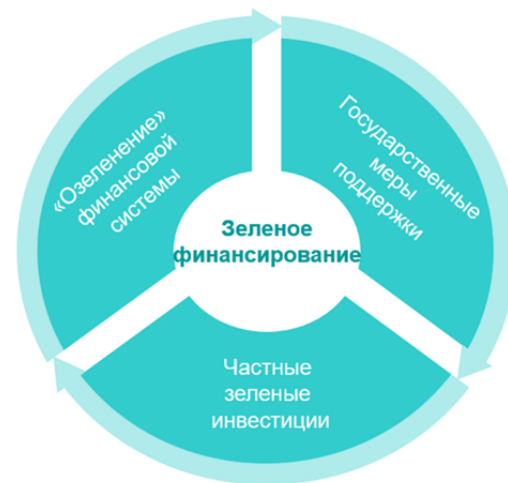 «Озеленение»
финансовой
системы
Государственные
меры
поддержки
Зеленое
финансирование
Частные
зеленые
инвестиции